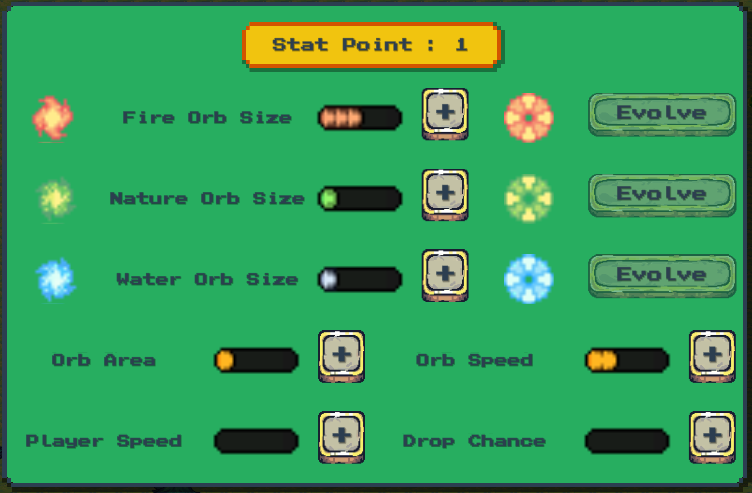 Stat Point : 1
Fire Orb Size + Evolve
Nature Orb Size + Evolve
Water Orb Size + Evolve
Orb Area + Orb Speed +
Player Speed + Drop Chance +